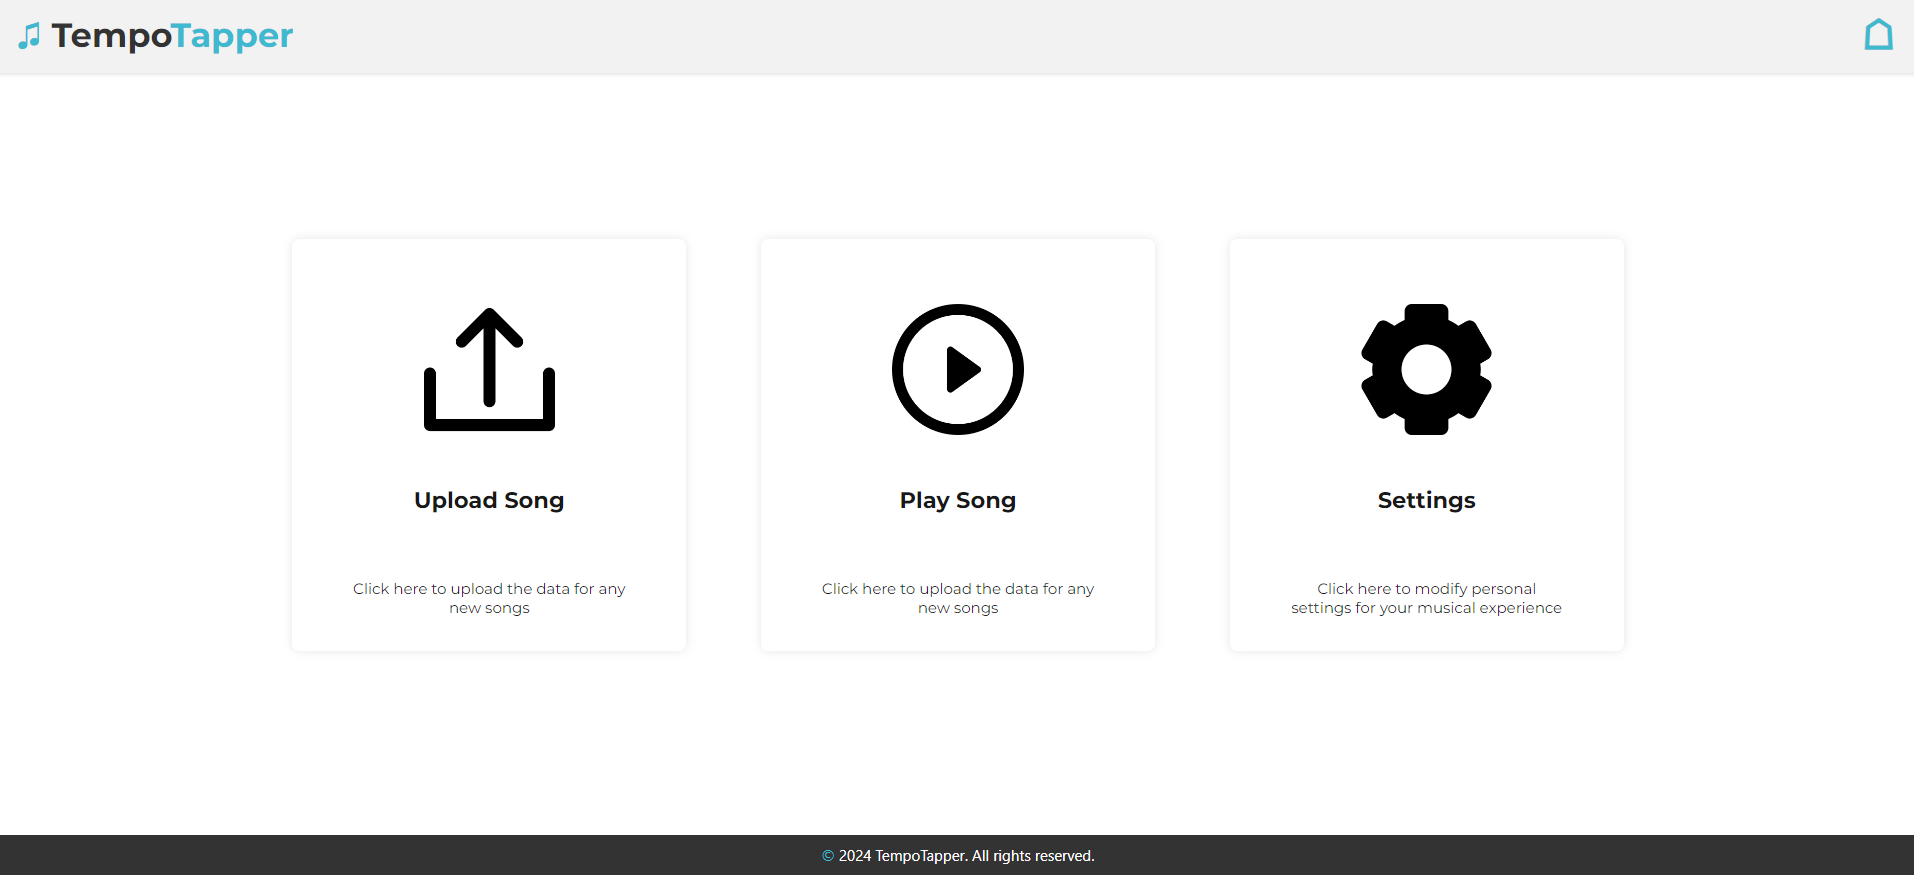 TempoTapper
Upload Song
Click here to upload the data for any
new songs
Play Song
Click here to upload the data for any
new songs
Settings
Click here to modify personal
settings for your musical experience
© 2024 TempoTapper. All rights reserved.